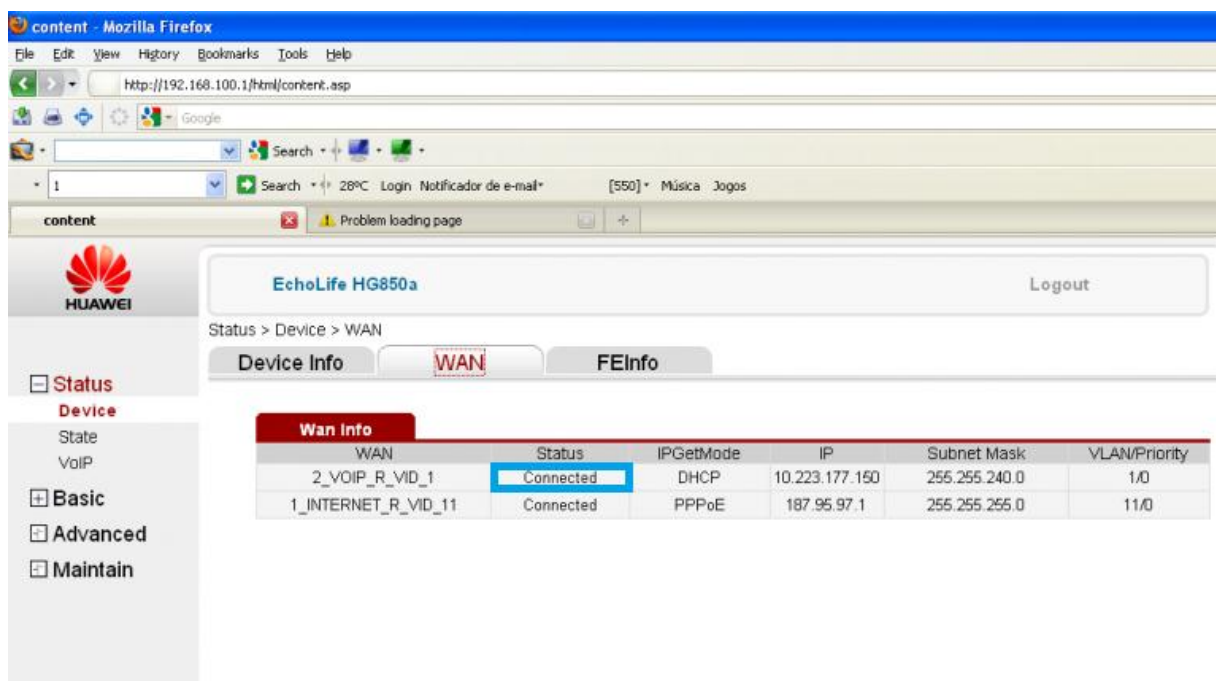 content - Mozilla Firefox
File Edit View History Bookmarks Tools Help
http://192.168.100.1/html/content.asp
Google
Search
1 Search 28ºC Login Notificador de e-mail [550] Música Jogos
content Problem loading page
HUAWEI
EchoLife HG850a Logout
Status > Device > WAN
Device Info WAN FEInfo
Status
Device
State
VoIP
Basic
Advanced
Maintain
Wan Info
WAN Status IPGetMode IP Subnet Mask VLAN/Priority
2_VOIP_R_VID_1 Connected DHCP 10.223.177.150 255.255.240.0 1/0
1_INTERNET_R_VID_11 Connected PPPoE 187.95.97.1 255.255.255.0 11/0